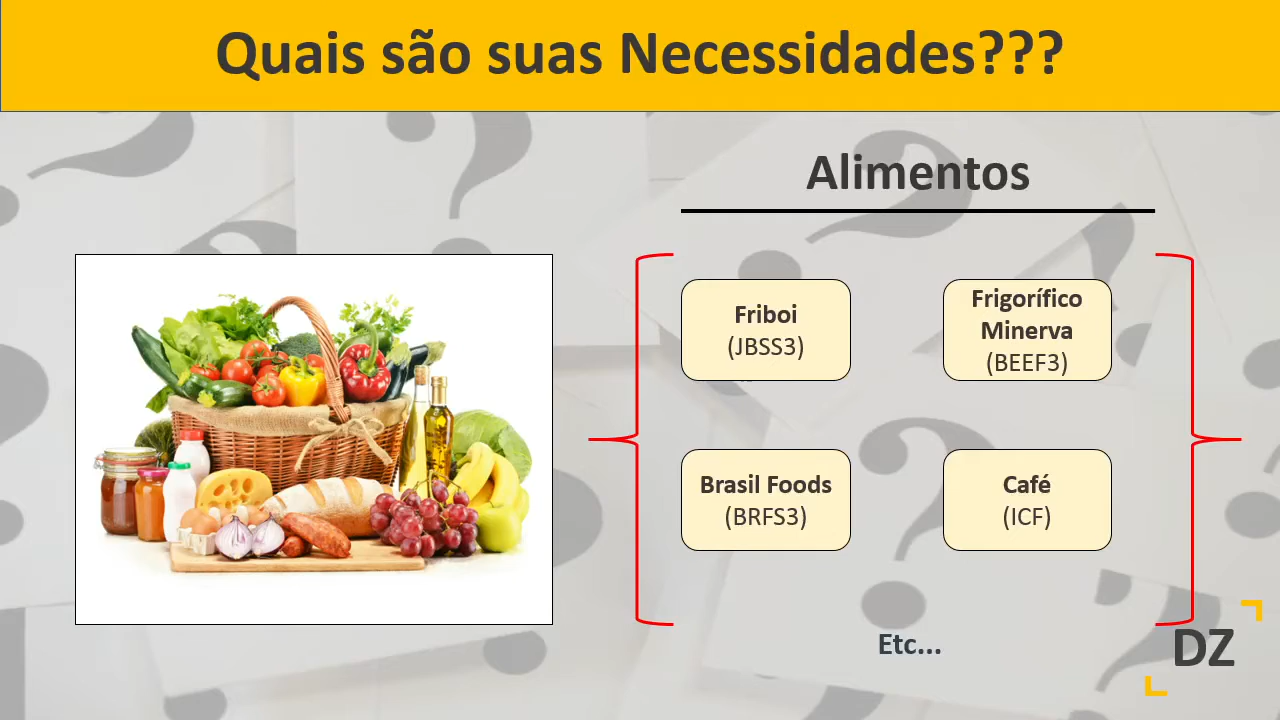 Quais são suas Necessidades???
Alimentos
Friboi
(JBSS3)
Frigorífico
Minerva
(BEEF3)
Brasil Foods
(BRFS3)
Café
(ICF)
Etc...
DZ